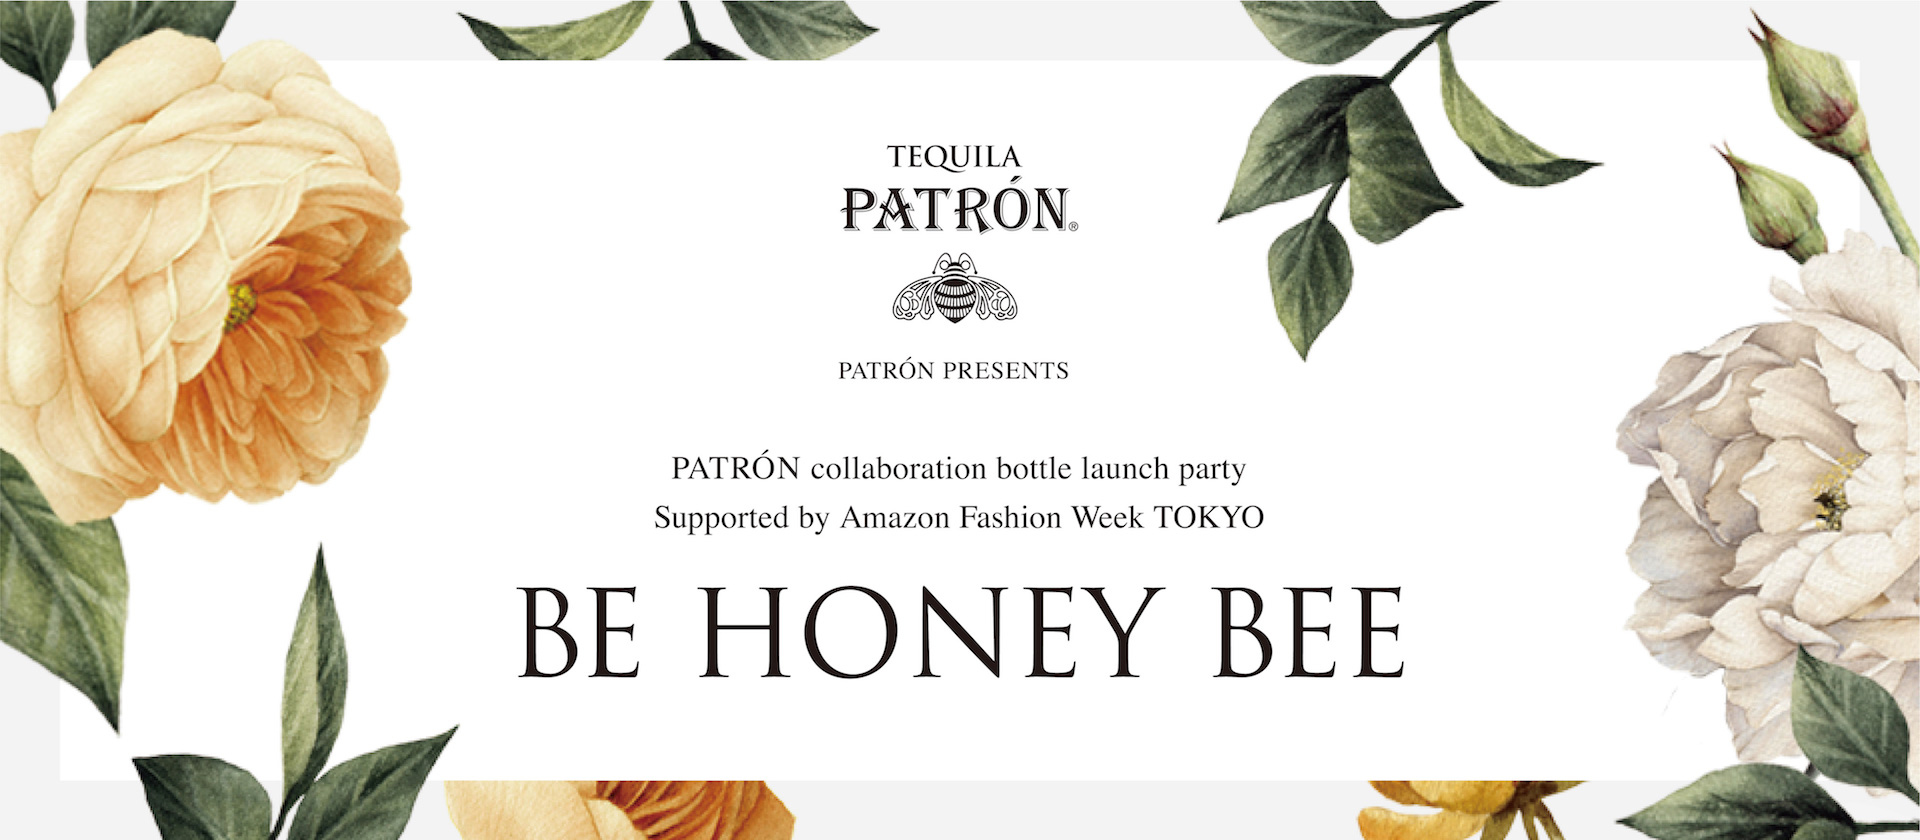 TEQUILA
PATRÓN®
PATRÓN PRESENTS
PATRÓN collaboration bottle launch party
Supported by Amazon Fashion Week TOKYO
BE HONEY BEE